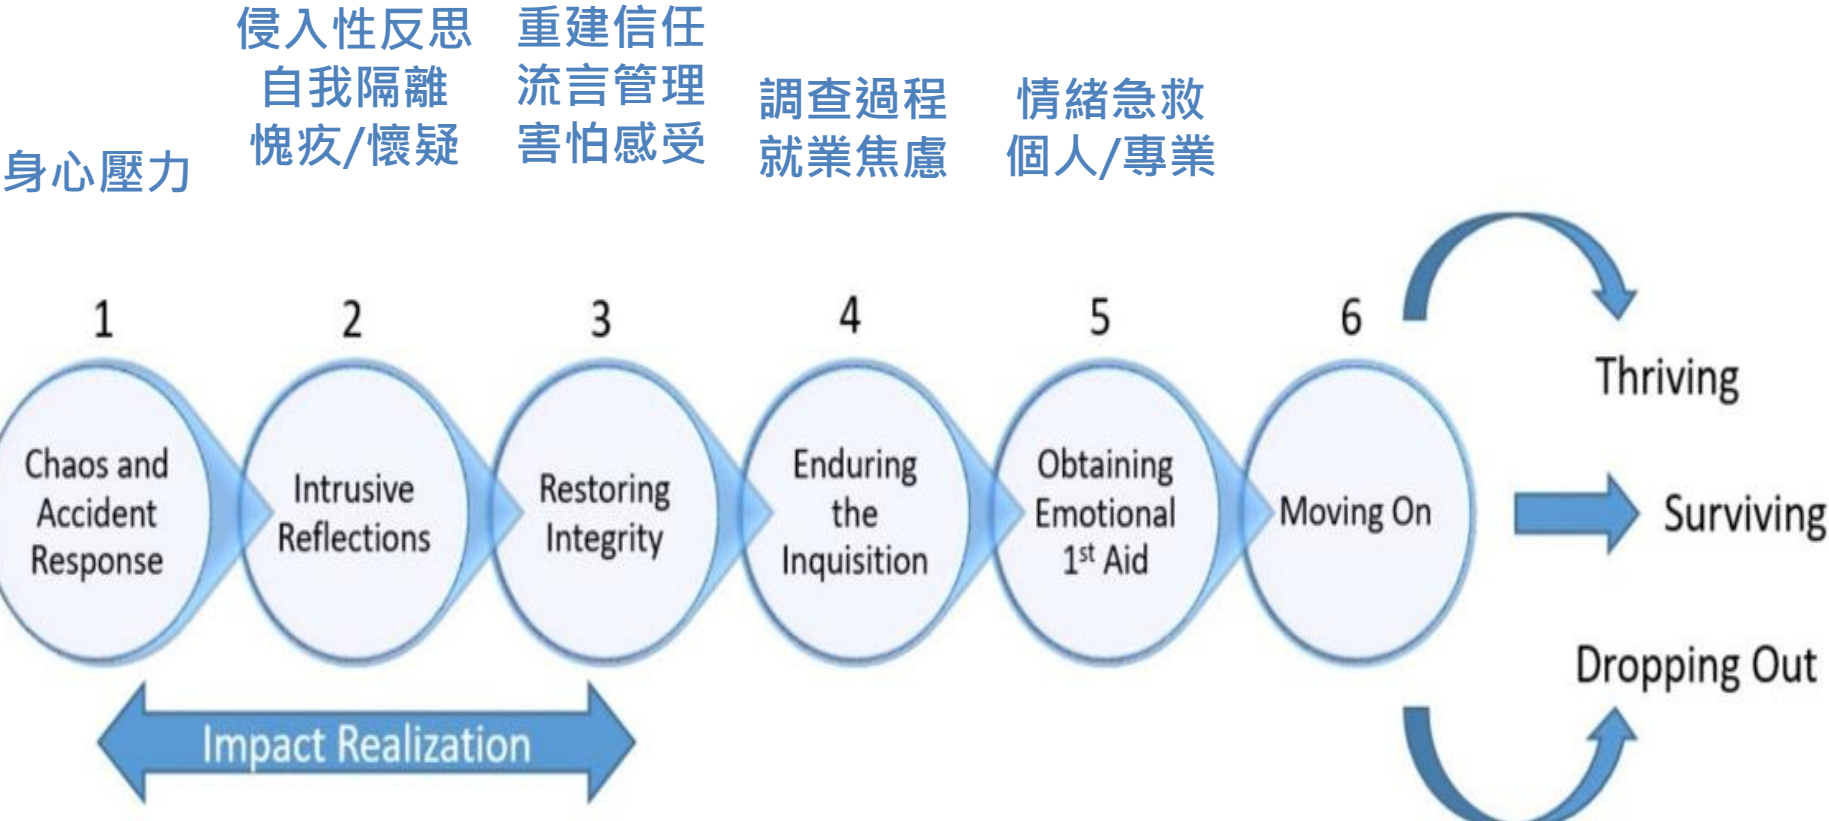 身心壓力
侵入性反思
自我隔離
愧疚/懷疑
重建信任
流言管理
害怕感受
調查過程
就業焦慮
情緒急救
個人/專業
1
Chaos and
Accident
Response
2
Intrusive
Reflections
3
Restoring
Integrity
4
Enduring
the
Inquisition
5
Obtaining
Emotional
1st Aid
6
Moving On
Thriving
Surviving
Dropping Out
Impact Realization